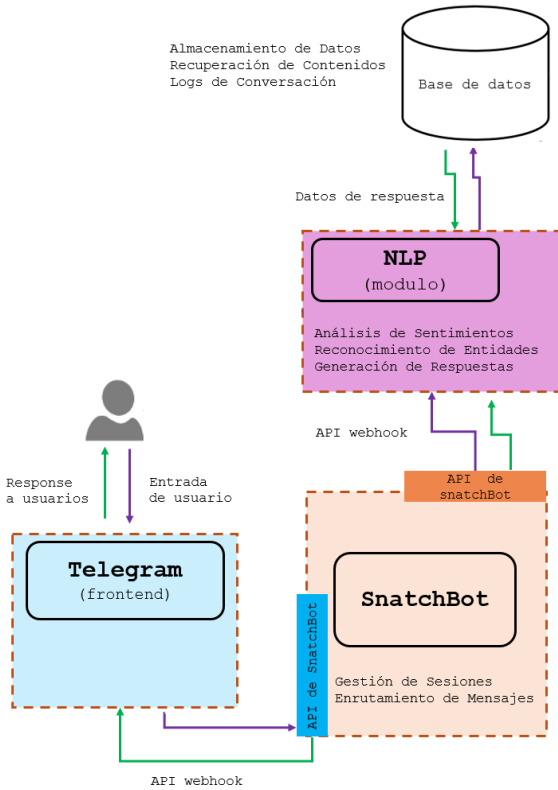 Almacenamiento de Datos
Recuperación de Contenidos
Logs de Conversación
Base de datos
Datos de respuesta
NLP
(modulo)
Análisis de Sentimientos
Reconocimiento de Entidades
Generación de Respuestas
API webhook
Response
a usuarios
Entrada
de usuario
API de
snatchBot
Telegram
(frontend)
SnatchBot
API de SnatchBot
Gestión de Sesiones
Enrutamiento de Mensajes
API webhook